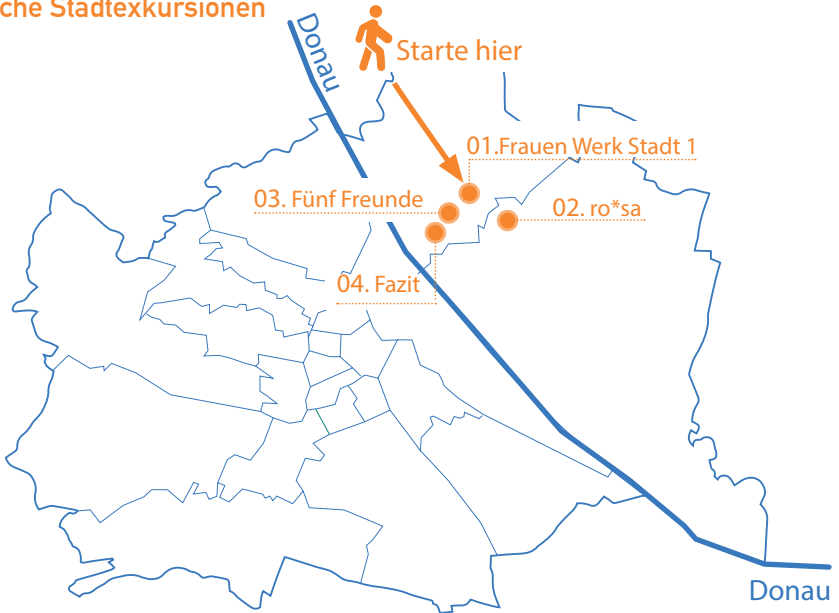 che Stadtexkursionen
Donau
Starte hier
01.Frauen Werk Stadt 1
03. Fünf Freunde
02. ro*sa
04. Fazit
Donau